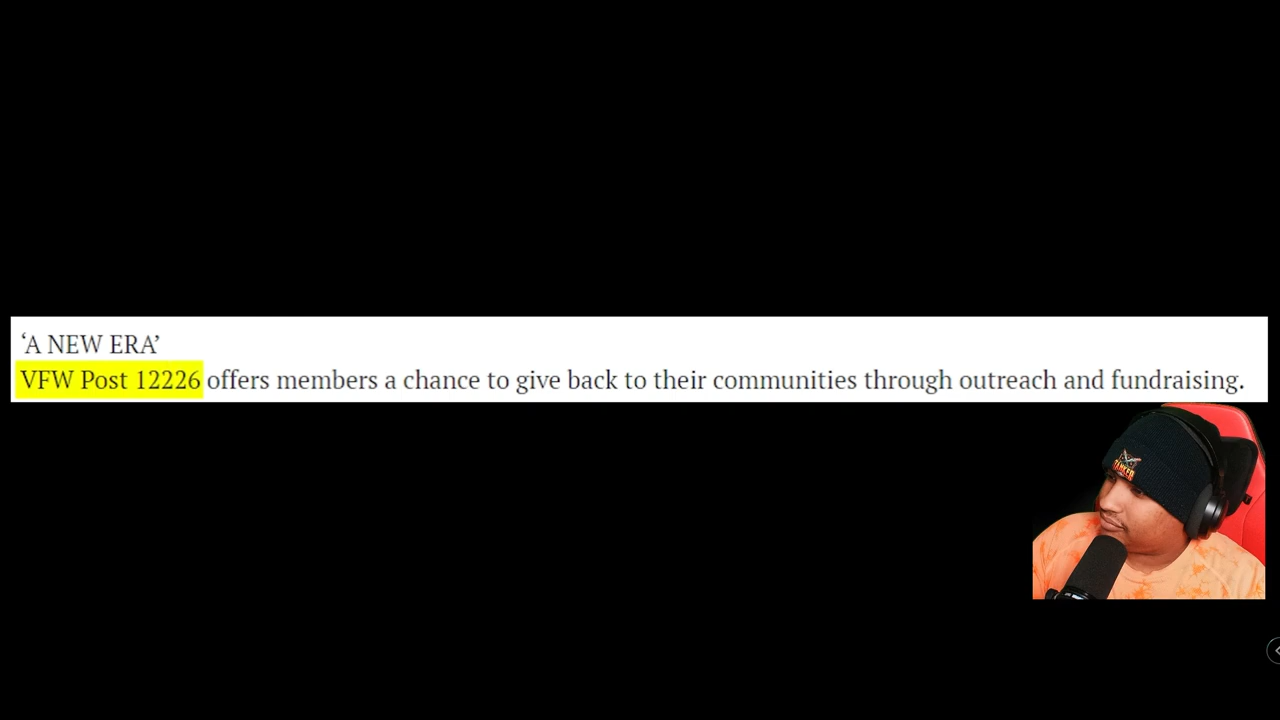 ‘A NEW ERA’
VFW Post 12226 offers members a chance to give back to their communities through outreach and fundraising.